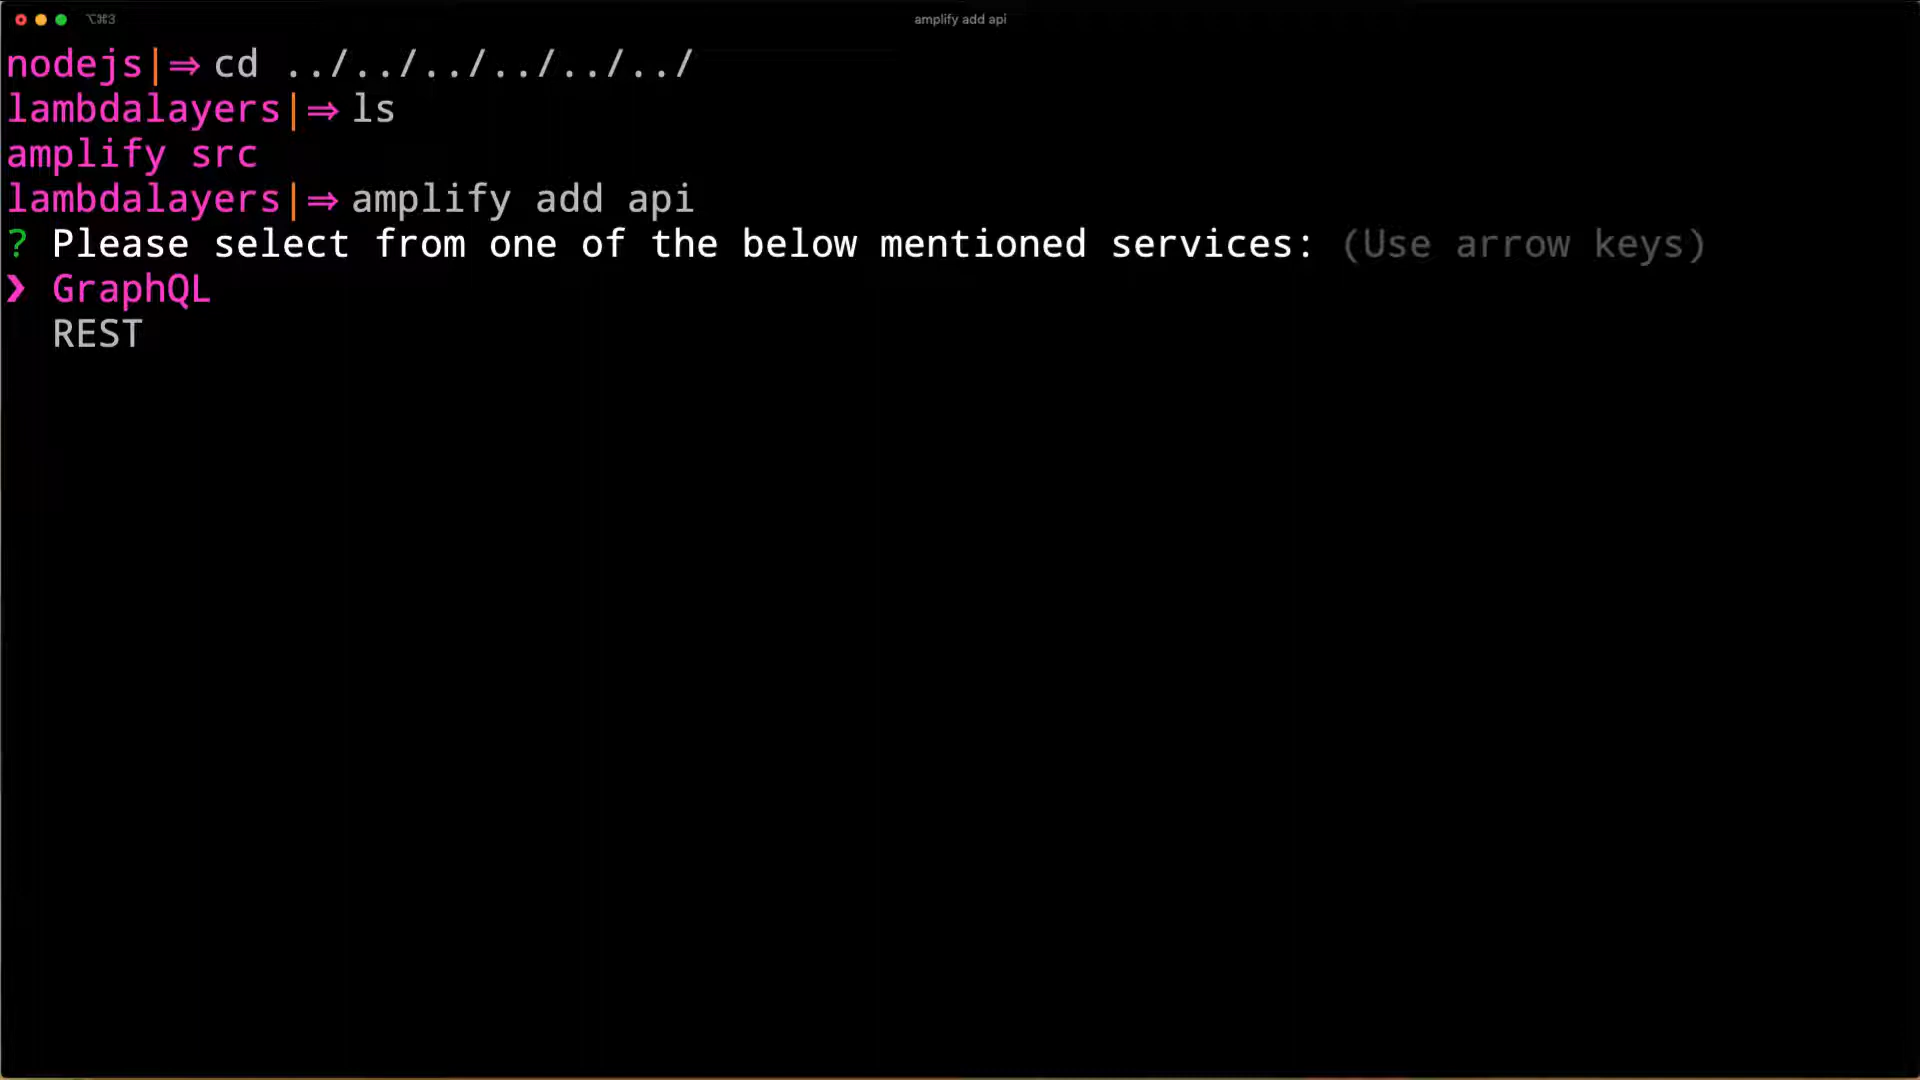 ⌥⌘3
amplify add api
nodejs|⇒ cd ../../../../../../
lambdalayers|⇒ ls
amplify src
lambdalayers|⇒ amplify add api
? Please select from one of the below mentioned services: (Use arrow keys)
❯ GraphQL
REST